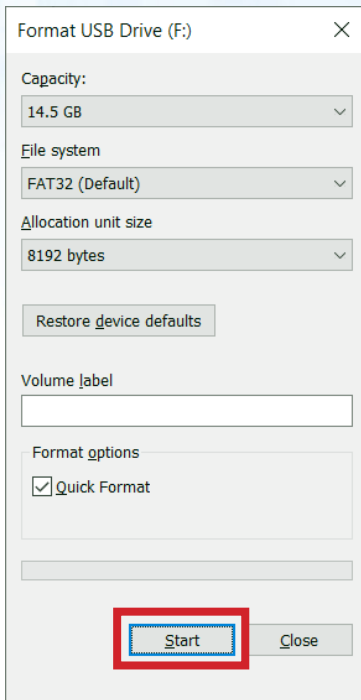 Format USB Drive (F:)
Capacity:
14.5 GB
File system
FAT32 (Default)
Allocation unit size
8192 bytes
Restore device defaults
Volume label
Format options
Quick Format
Start Close